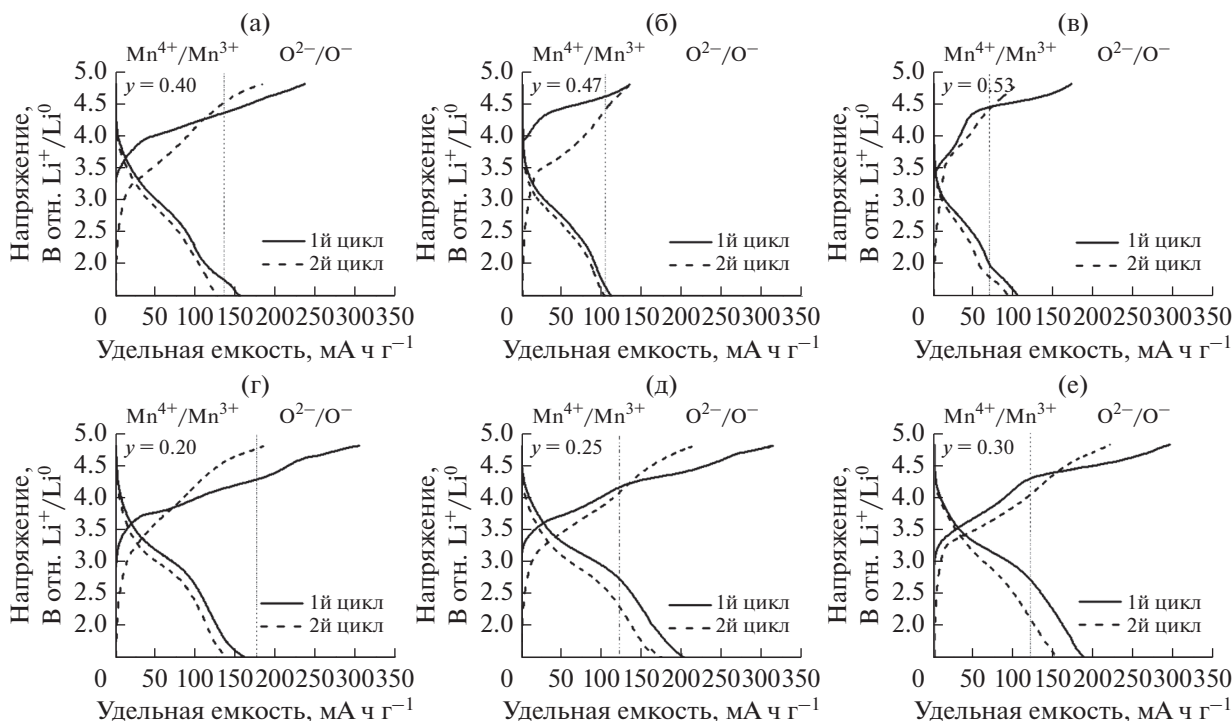 (а)
Mn⁴⁺/Mn³⁺ O²⁻/O⁻
y = 0.40
5.0
4.5
4.0
3.5
3.0
2.5
2.0
Напряжение,
В отн. Li⁺/Li⁰
1й цикл
2й цикл
0 50 100 150 200 250 300 350
Удельная емкость, мА ч г⁻¹
(б)
Mn⁴⁺/Mn³⁺ O²⁻/O⁻
y = 0.47
5.0
4.5
4.0
3.5
3.0
2.5
2.0
Напряжение,
В отн. Li⁺/Li⁰
1й цикл
2й цикл
0 50 100 150 200 250 300 350
Удельная емкость, мА ч г⁻¹
(в)
Mn⁴⁺/Mn³⁺ O²⁻/O⁻
y = 0.53
5.0
4.5
4.0
3.5
3.0
2.5
2.0
Напряжение,
В отн. Li⁺/Li⁰
1й цикл
2й цикл
0 50 100 150 200 250 300 350
Удельная емкость, мА ч г⁻¹
(г)
Mn⁴⁺/Mn³⁺ O²⁻/O⁻
y = 0.20
5.0
4.5
4.0
3.5
3.0
2.5
2.0
Напряжение,
В отн. Li⁺/Li⁰
1й цикл
2й цикл
0 50 100 150 200 250 300 350
Удельная емкость, мА ч г⁻¹
(д)
Mn⁴⁺/Mn³⁺ O²⁻/O⁻
y = 0.25
5.0
4.5
4.0
3.5
3.0
2.5
2.0
Напряжение,
В отн. Li⁺/Li⁰
1й цикл
2й цикл
0 50 100 150 200 250 300 350
Удельная емкость, мА ч г⁻¹
(е)
Mn⁴⁺/Mn³⁺ O²⁻/O⁻
y = 0.30
5.0
4.5
4.0
3.5
3.0
2.5
2.0
Напряжение,
В отн. Li⁺/Li⁰
1й цикл
2й цикл
0 50 100 150 200 250 300 350
Удельная емкость, мА ч г⁻¹